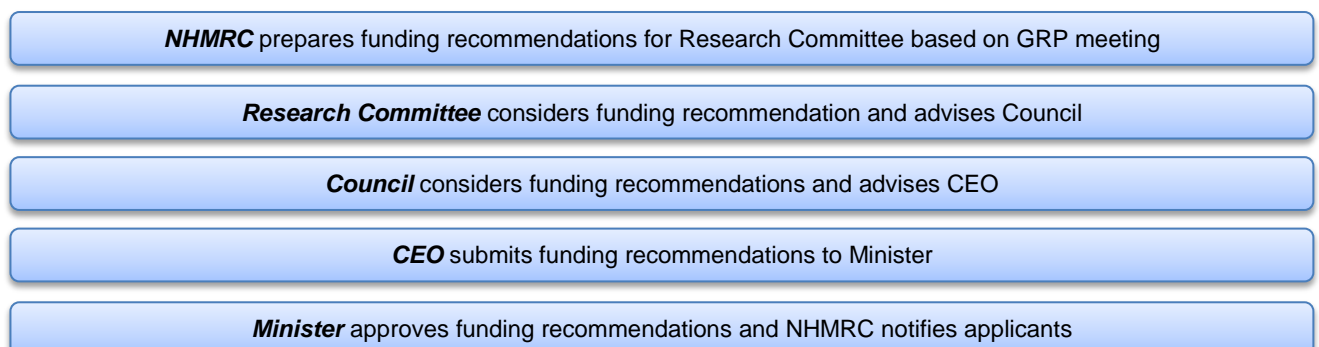 NHMRC prepares funding recommendations for Research Committee based on GRP meeting
Research Committee considers funding recommendation and advises Council
Council considers funding recommendations and advises CEO
CEO submits funding recommendations to Minister
Minister approves funding recommendations and NHMRC notifies applicants